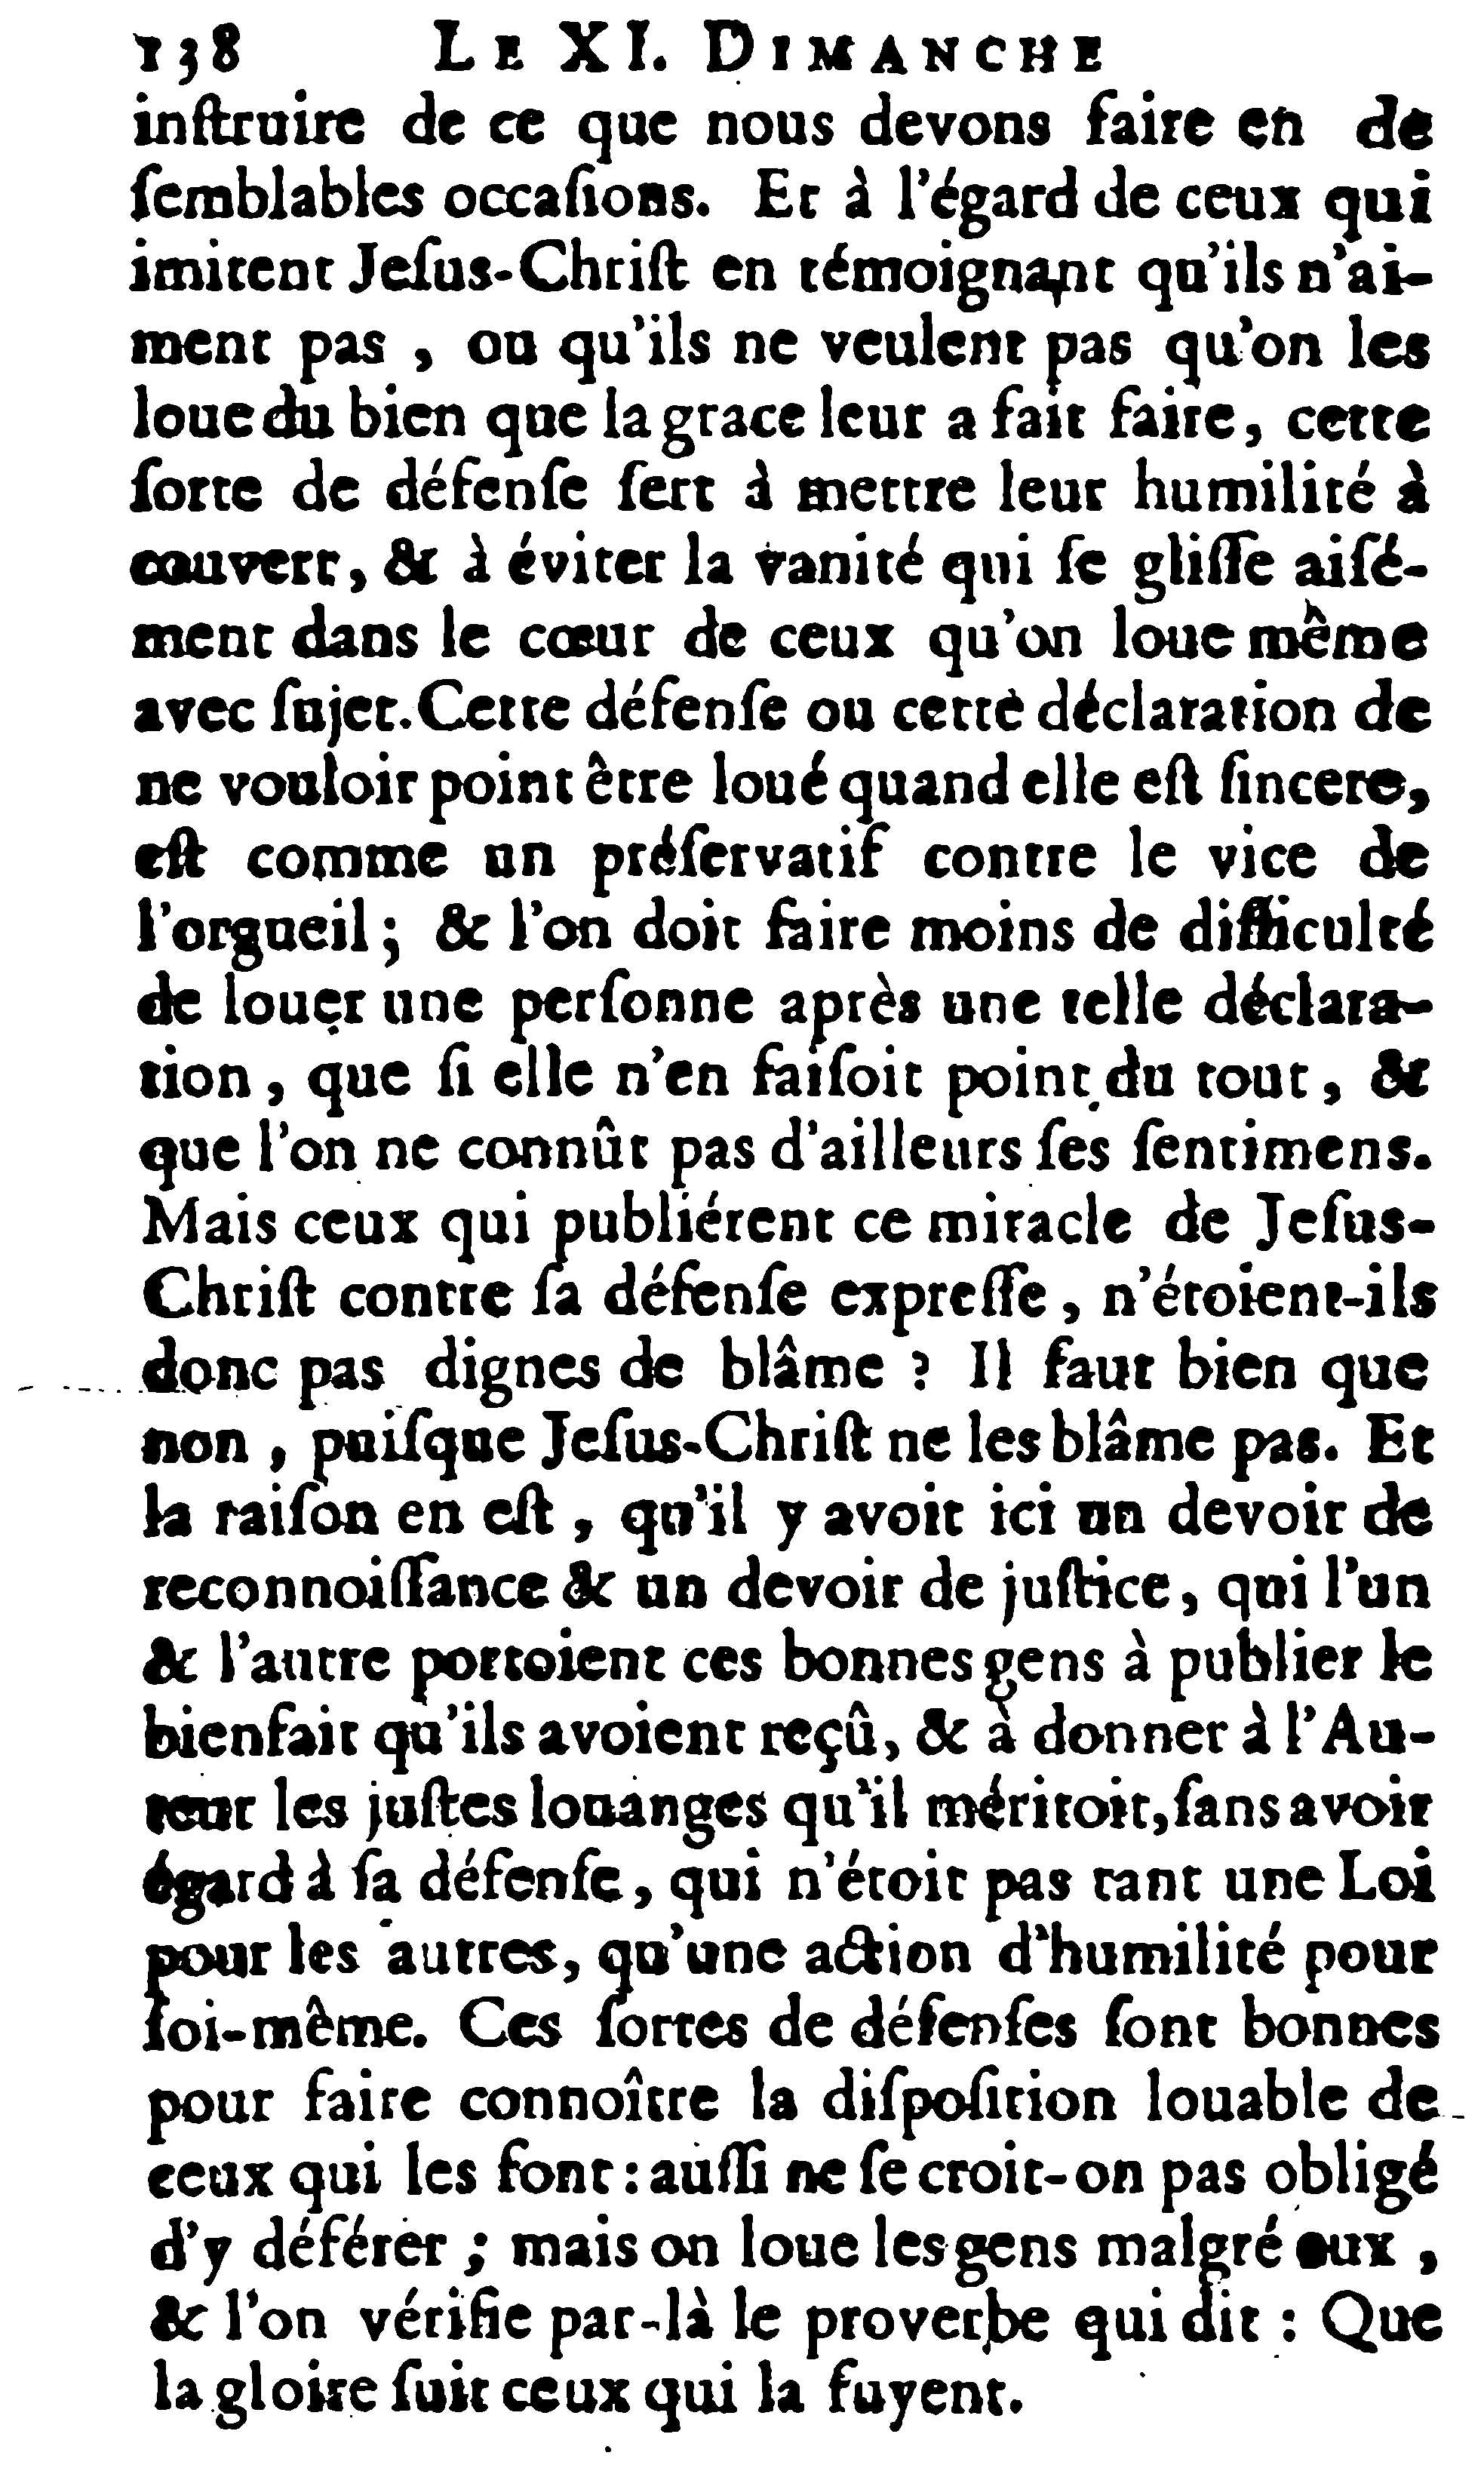 138 LE XI. DIMANCHE
inſtruire de ce que nous devons faire en de
ſemblables occaſions. Et à l'égard de ceux qui
imitent Jeſus-Chriſt en témoignant qu'ils n'ai-
ment pas , ou qu'ils ne veulent pas qu'on les
loue du bien que la grace leur a fait faire, cette
ſorte de défenſe ſert à mettre leur humilité à
couvert, & à éviter la vanité qui ſe gliſſe aiſé-
ment dans le cœur de ceux qu'on loue même
avec ſujet. Cette défenſe ou cette déclaration de
ne vouloir point être loué quand elle eſt ſincere,
eſt comme un préſervatif contre le vice de
l'orgueil ; & l'on doit faire moins de difficulté
de louer une perſonne après une telle déclara-
tion , que ſi elle n'en faiſoit point du tout , &
que l'on ne connût pas d'ailleurs ſes ſentimens.
Mais ceux qui publiérent ce miracle de Jeſus-
Chriſt contre ſa défenſe expreſſe , n'étoient-ils
donc pas dignes de blâme ? Il faut bien que
non , puiſque Jeſus-Chriſt ne les blâme pas. Et
la raiſon en eſt , qu'il y avoit ici un devoir de
reconnoiſſance & un devoir de juſtice , qui l'un
& l'autre portoient ces bonnes gens à publier le
bienfait qu'ils avoient reçû, & à donner à l'Au-
teur les juſtes louanges qu'il méritoit, ſans avoir
égard à ſa défenſe, qui n'étoit pas tant une Loi
pour les autres, qu'une action d'humilité pour
ſoi-même. Ces ſortes de défenſes ſont bonnes
pour faire connoître la diſpoſition louable de
ceux qui les font : auſſi ne ſe croit-on pas obligé
d'y déférer ; mais on loue les gens malgré eux ,
& l'on vérifie par-là le proverbe qui dit : Que
la gloire ſuit ceux qui la fuyent.